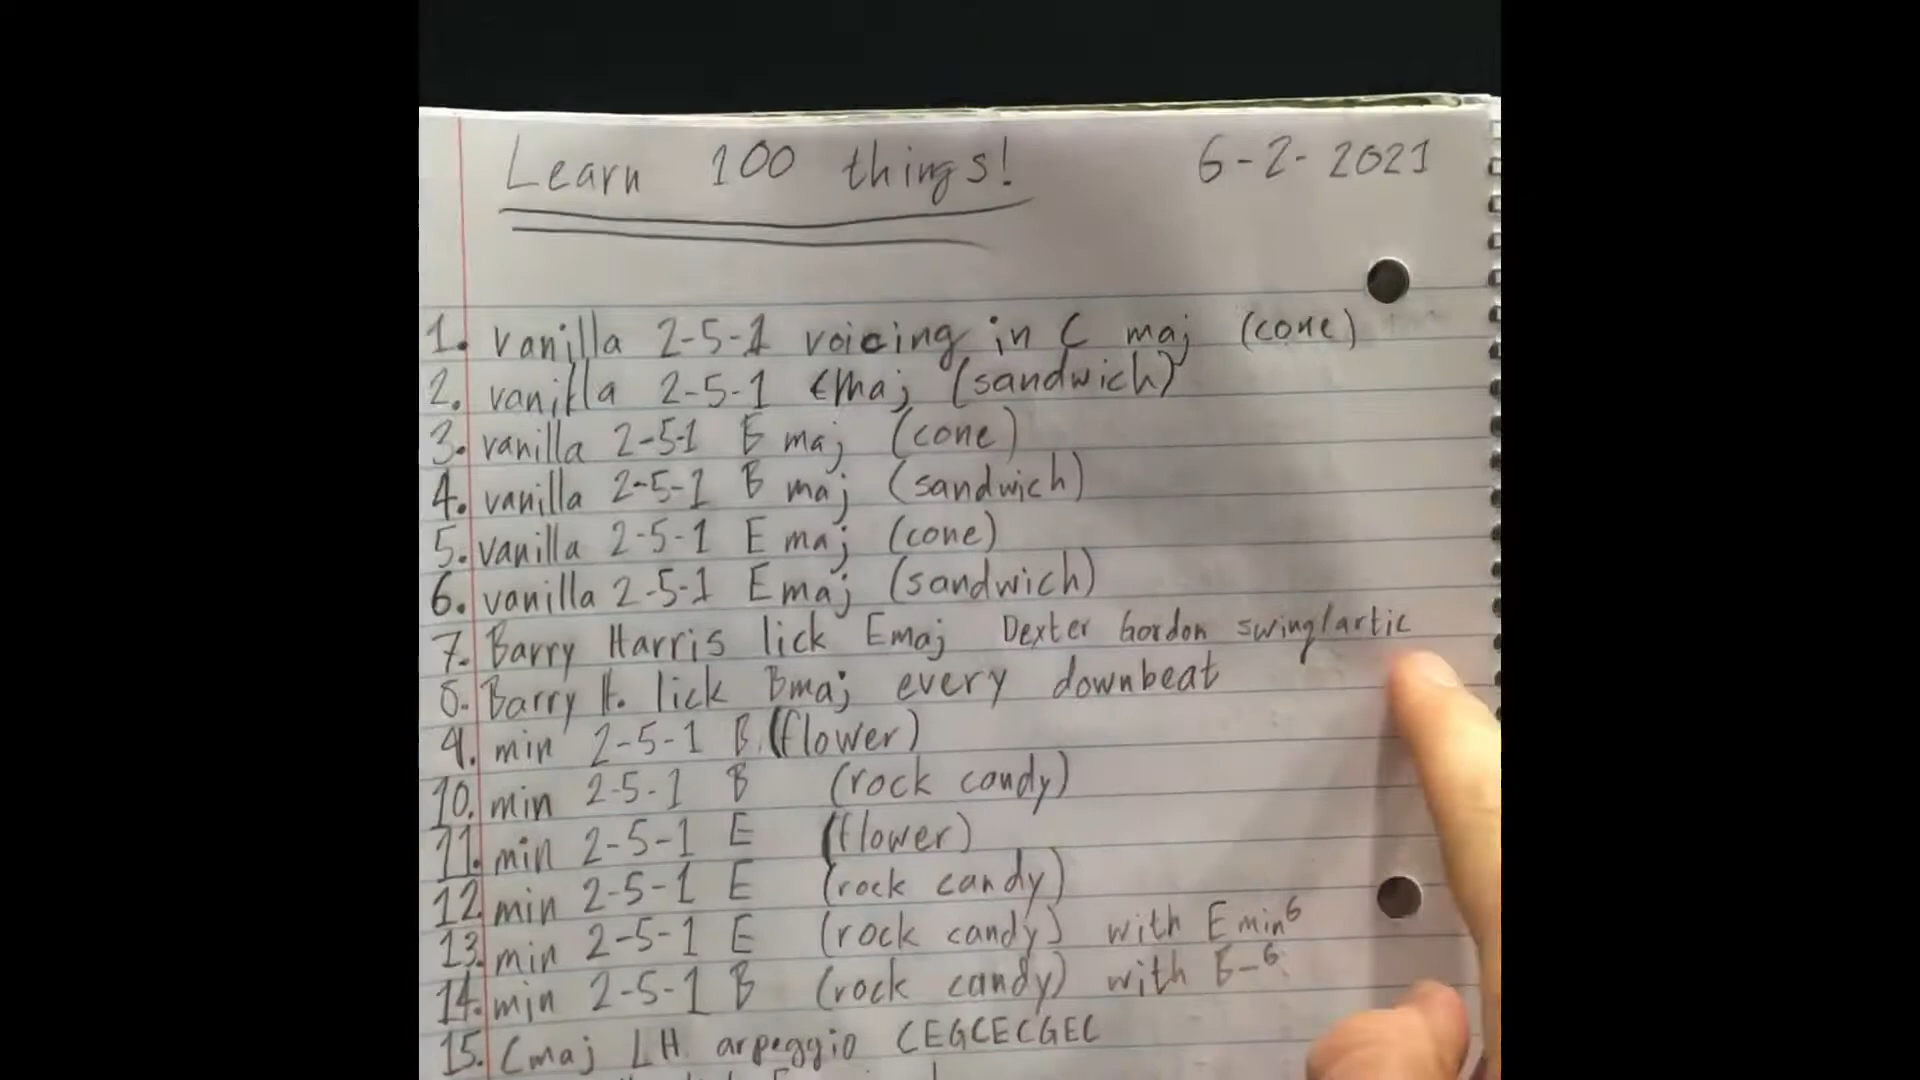 Learn 100 things! 6-2-2021
1. vanilla 2-5-1 voicing in C maj (cone)
2. vanilla 2-5-1 Cmaj (sandwich)
3. vanilla 2-5-1 B maj (cone)
4. vanilla 2-5-1 B maj (sandwich)
5. vanilla 2-5-1 E maj (cone)
6. vanilla 2-5-1 E maj (sandwich)
7. Barry Harris lick Emaj Dexter Gordon swing/artic
8. Barry H. lick Bmaj every downbeat
9. min 2-5-1 B (flower)
10. min 2-5-1 B (rock candy)
11. min 2-5-1 E (flower)
12. min 2-5-1 E (rock candy)
13. min 2-5-1 E (rock candy) with Emin6
14. min 2-5-1 B (rock candy) with B-6
15. Cmaj LH arpeggio CEGCECGEC